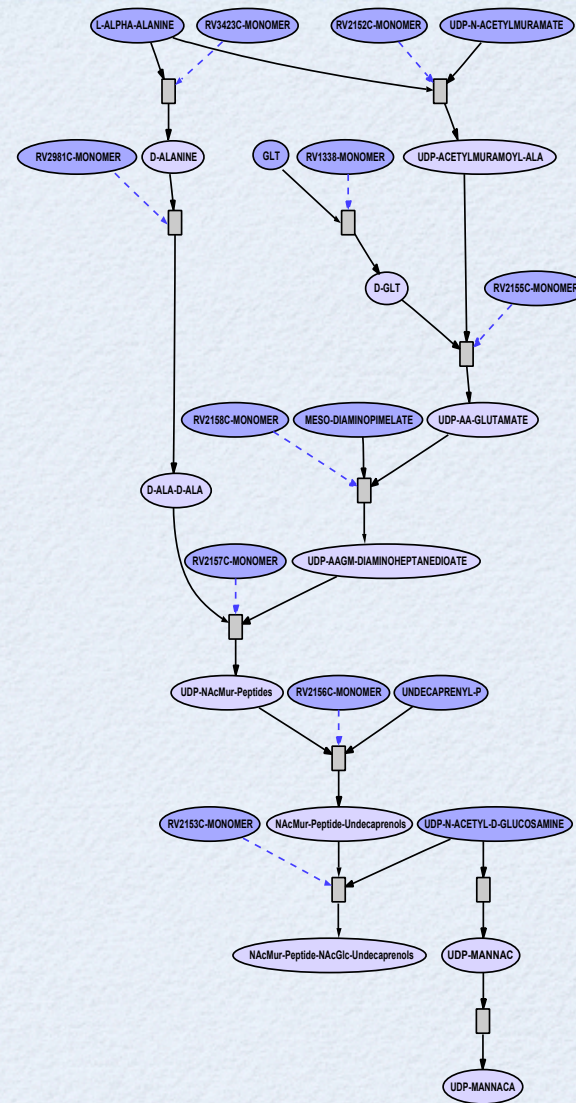 L-ALPHA-ALANINE
RV3423C-MONOMER
RV2152C-MONOMER
UDP-N-ACETYLMURAMATE
RV2981C-MONOMER
D-ALANINE
GLT
RV1338-MONOMER
UDP-ACETYLMURAMOYL-ALA
D-GLT
RV2155C-MONOMER
RV2158C-MONOMER
MESO-DIAMINOPIMELATE
UDP-AA-GLUTAMATE
D-ALA-D-ALA
RV2157C-MONOMER
UDP-AAGM-DIAMINOHEPTANEDIOATE
UDP-NAcMur-Peptides
RV2156C-MONOMER
UNDECAPRENYL-P
RV2153C-MONOMER
NAcMur-Peptide-Undecaprenols
UDP-N-ACETYL-D-GLUCOSAMINE
NAcMur-Peptide-NAcGlc-Undecaprenols
UDP-MANNAC
UDP-MANNACA